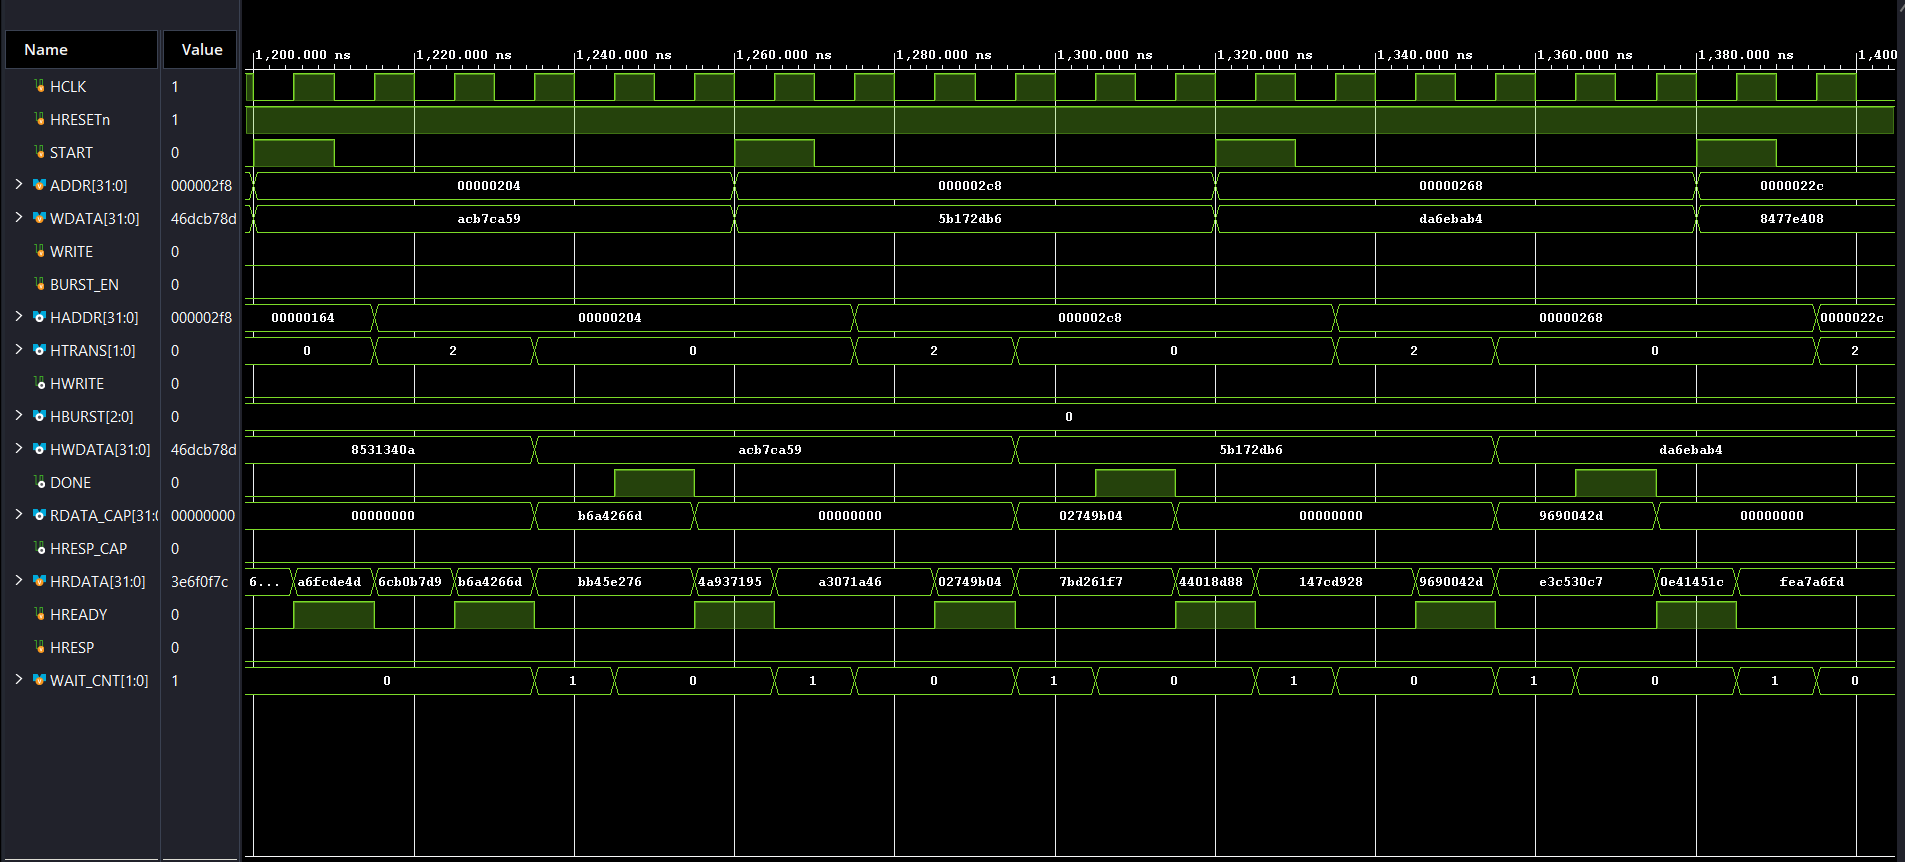 Name Value
1,200.000 ns 1,220.000 ns 1,240.000 ns 1,260.000 ns 1,280.000 ns 1,300.000 ns 1,320.000 ns 1,340.000 ns 1,360.000 ns 1,380.000 ns 1,400
HCLK 1
HRESETn 1
START 0
ADDR[31:0] 000002f8 00000204 000002c8 00000268 0000022c
WDATA[31:0] 46dcb78d acb7ca59 5b172db6 da6ebab4 8477e408
WRITE 0
BURST_EN 0
HADDR[31:0] 000002f8 00000164 00000204 000002c8 00000268 0000022c
HTRANS[1:0] 0 0 2 0 2 0 2 0 2
HWRITE 0
HBURST[2:0] 0 0
HWDATA[31:0] 46dcb78d 8531340a acb7ca59 5b172db6 da6ebab4
DONE 0
RDATA_CAP[31:( 00000000 00000000 b6a4266d 00000000 02749b04 00000000 9690042d 00000000
HRESP_CAP 0
HRDATA[31:0] 3e6f0f7c 6... a6fcde4d 6cb0b7d9 b6a4266d bb45e276 4a937195 a3071a46 02749b04 7bd261f7 44018d88 147cd928 9690042d e3c530c7 0e41451c fea7a6fd
HREADY 0
HRESP 0
WAIT_CNT[1:0] 1 0 1 0 1 0 1 0 1 0 1 0 1 0